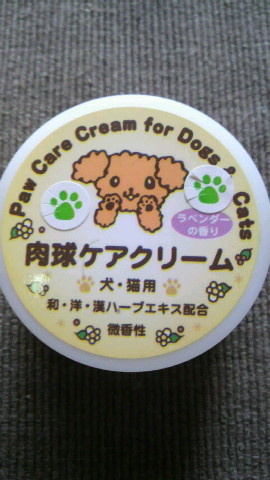 Paw Care Cream for Dogs & Cats
ラベンダー
の香り
肉球ケアクリーム
犬・猫用
和・洋・漢ハーブエキス配合
微香性